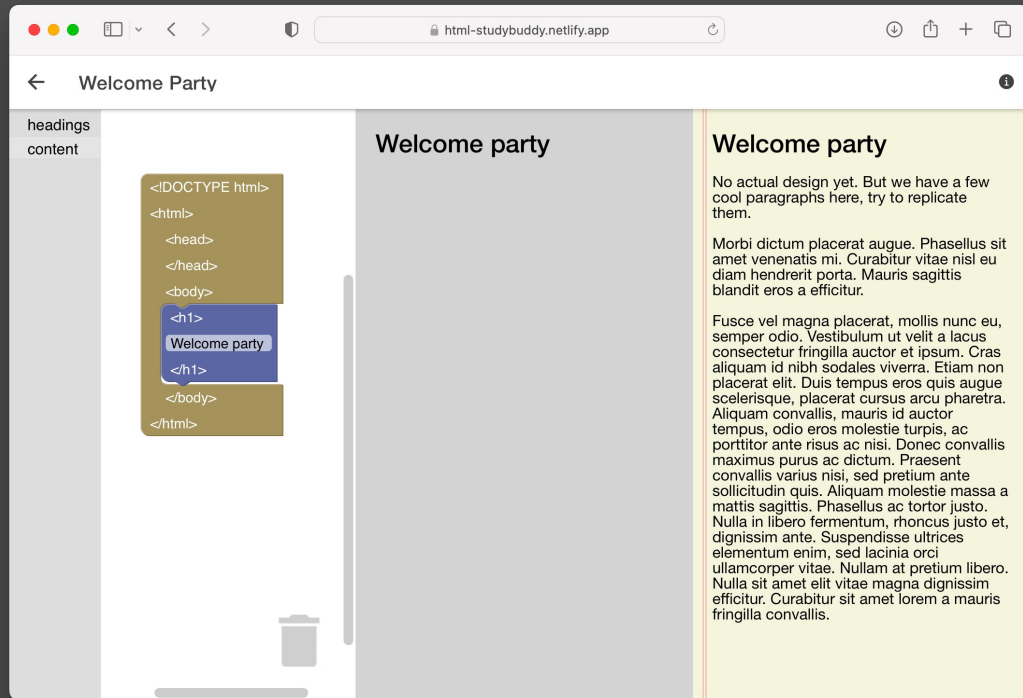 html-studybuddy.netlify.app
Welcome Party
headings
content
<!DOCTYPE html>
<html>
<head>
</head>
<body>
<h1>
Welcome party
</h1>
</body>
</html>
Welcome party
Welcome party
No actual design yet. But we have a few
cool paragraphs here, try to replicate
them.
Morbi dictum placerat augue. Phasellus sit
amet venenatis mi. Curabitur vitae nisl eu
diam hendrerit porta. Mauris sagittis
blandit eros a efficitur.
Fusce vel magna placerat, mollis nunc eu,
semper odio. Vestibulum ut velit a lacus
consectetur fringilla auctor et ipsum. Cras
aliquam id nibh sodales viverra. Etiam non
placerat elit. Duis tempus eros quis augue
scelerisque, placerat cursus arcu pharetra.
Aliquam convallis, mauris id auctor
tempus, odio eros molestie turpis, ac
porttitor ante risus ac nisi. Donec convallis
maximus purus ac dictum. Praesent
convallis varius nisi, sed pretium ante
sollicitudin quis. Aliquam molestie massa a
mattis sagittis. Phasellus ac tortor justo.
Nulla in libero fermentum, rhoncus justo et,
dignissim ante. Suspendisse ultrices
elementum enim, sed lacinia orci
ullamcorper vitae. Nullam at pretium libero.
Nulla sit amet elit vitae magna dignissim
efficitur. Curabitur sit amet lorem a mauris
fringilla convallis.